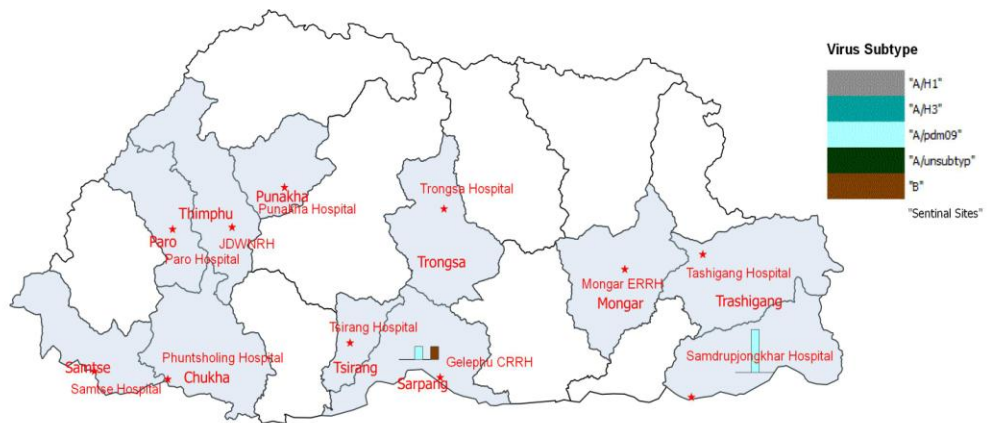 Virus Subtype
"A/H1"
"A/H3"
"A/pdm09"
"A/unsubtyp"
"B"
"Sentinal Sites"
Punakha
Punakha Hospital
Trongsa Hospital
Thimphu
JDWNRH
Paro
Paro Hospital
Trongsa
Mongar ERRH
Mongar
Tashigang Hospital
Trashigang
Tsirang Hospital
Tsirang
Phuntsholing Hospital
Chukha
Samtse
Samtse Hospital
Gelephu CRRH
Sarpang
Samdrupjongkhar Hospital